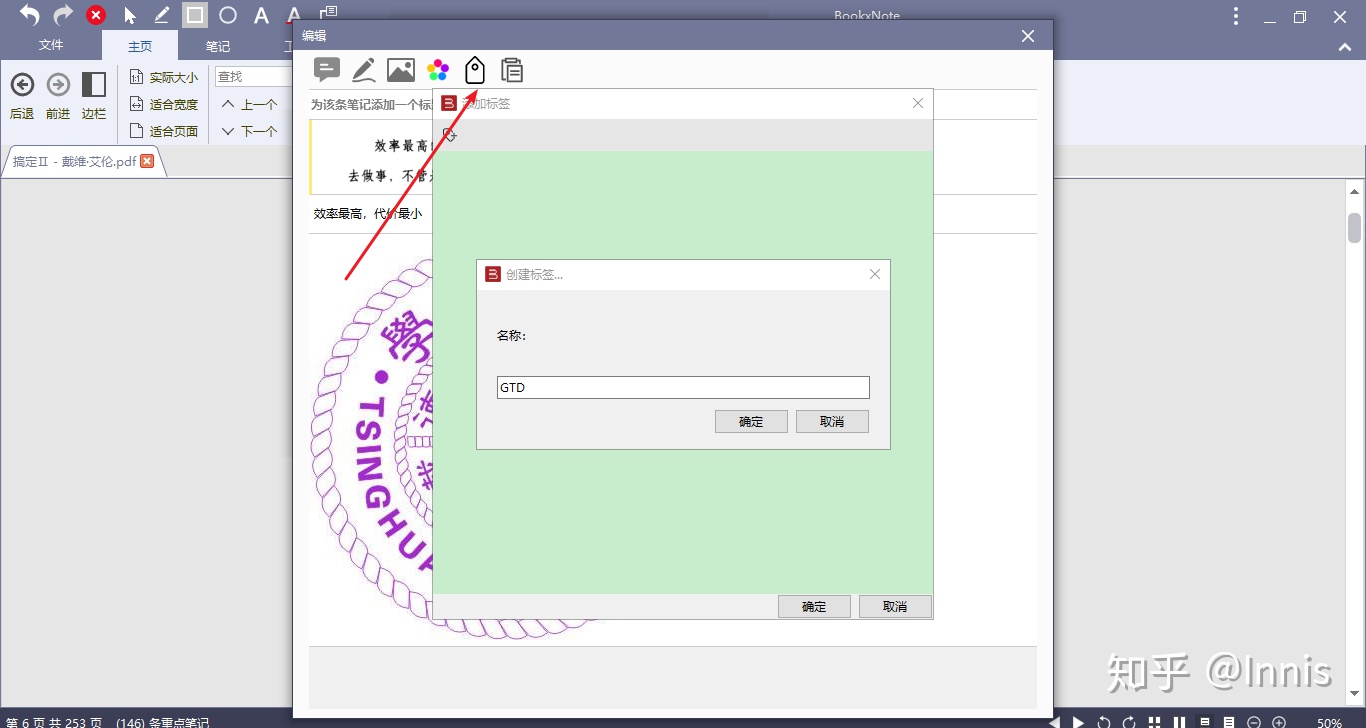 BookxNote
文件
主页
笔记
编辑
后退
前进
边栏
实际大小
适合宽度
适合页面
查找
上一个
下一个
搞定Ⅱ - 戴维·艾伦.pdf
为该条笔记添加一个标
添加标签
效率最高
去做事，不管
效率最高，代价最小
创建标签...
名称：
GTD
确定
取消
确定
取消
學
TSINGHUA
知乎 @Innis
第 6 页 共 253 页
(146) 条重点笔记
50%